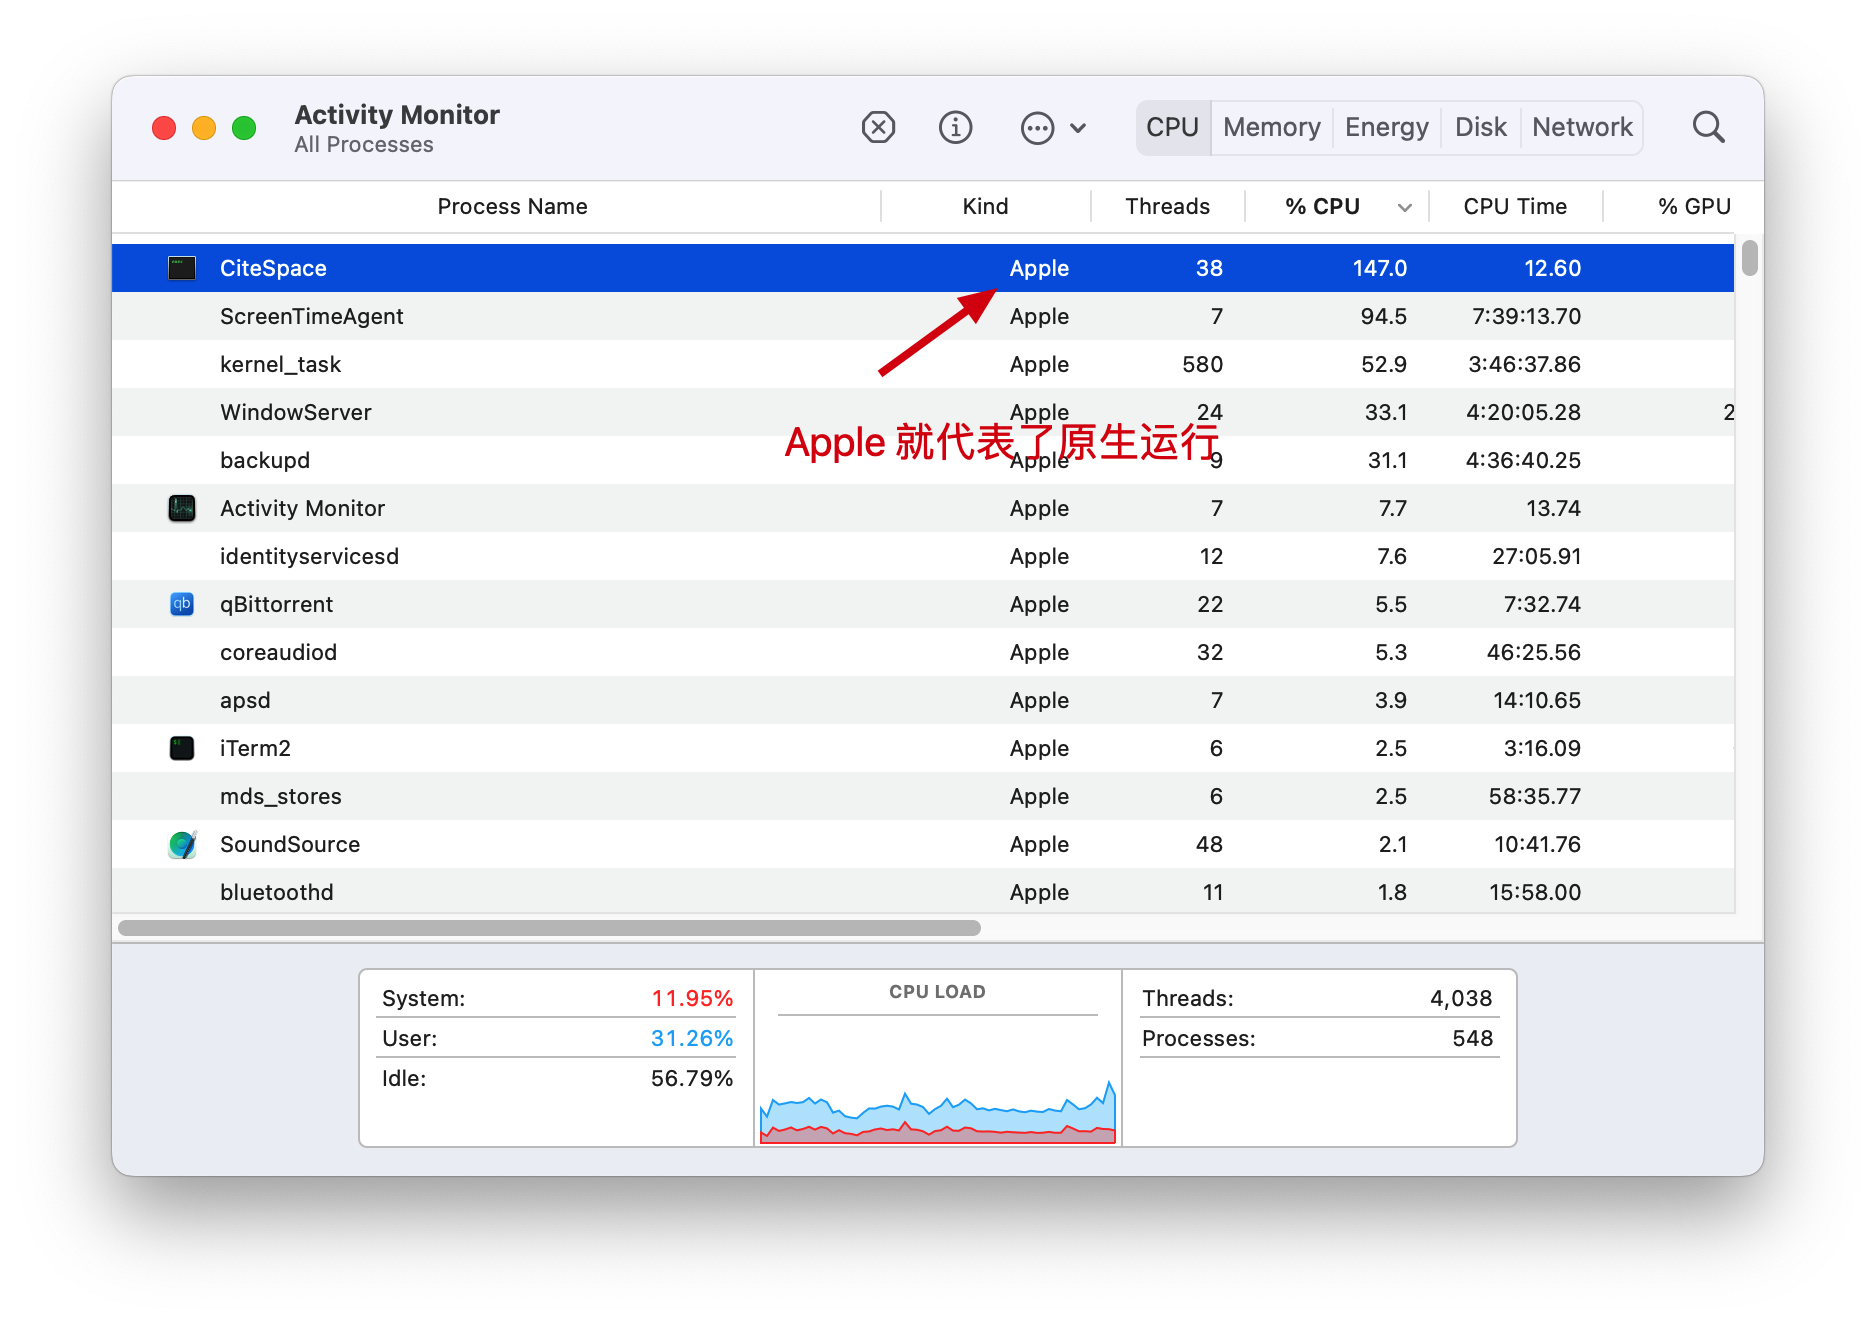 Activity Monitor
All Processes
CPU Memory Energy Disk Network
Process Name Kind Threads % CPU CPU Time % GPU
CiteSpace Apple 38 147.0 12.60
ScreenTimeAgent Apple 7 94.5 7:39:13.70
kernel_task Apple 580 52.9 3:46:37.86
WindowServer Apple 24 33.1 4:20:05.28 2
Apple 就代表了原生运行
backupd Apple 9 31.1 4:36:40.25
Activity Monitor Apple 7 7.7 13.74
identityservicesd Apple 12 7.6 27:05.91
qb qBittorrent Apple 22 5.5 7:32.74
coreaudiod Apple 32 5.3 46:25.56
apsd Apple 7 3.9 14:10.65
iTerm2 Apple 6 2.5 3:16.09
mds_stores Apple 6 2.5 58:35.77
SoundSource Apple 48 2.1 10:41.76
bluetoothd Apple 11 1.8 15:58.00
System: 11.95%
User: 31.26%
Idle: 56.79%
CPU LOAD
Threads: 4,038
Processes: 548